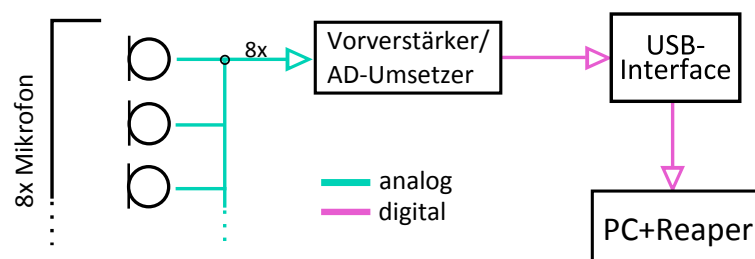 8x Mikrofon
8x
Vorverstärker/
AD-Umsetzer
USB-
Interface
analog
digital
PC+Reaper